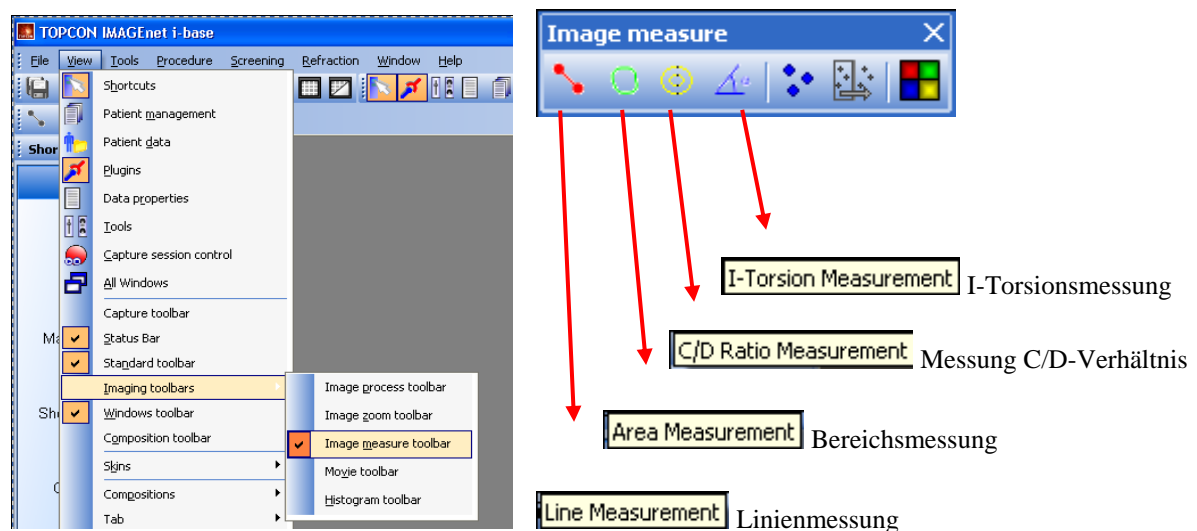 TOPCON IMAGEnet i-base
File View Tools Procedure Screening Refraction Window Help
Shortcuts
Patient management
Patient data
Shor
Plugins
Data properties
Tools
Capture session control
All Windows
Capture toolbar
Ma
Status Bar
Standard toolbar
Imaging toolbars
Image process toolbar
Sh
Windows toolbar
Image zoom toolbar
Composition toolbar
Image measure toolbar
Skins
Movie toolbar
Compositions
Histogram toolbar
Tab
Image measure
I-Torsion Measurement I-Torsionsmessung
C/D Ratio Measurement Messung C/D-Verhältnis
Area Measurement Bereichsmessung
Line Measurement Linienmessung